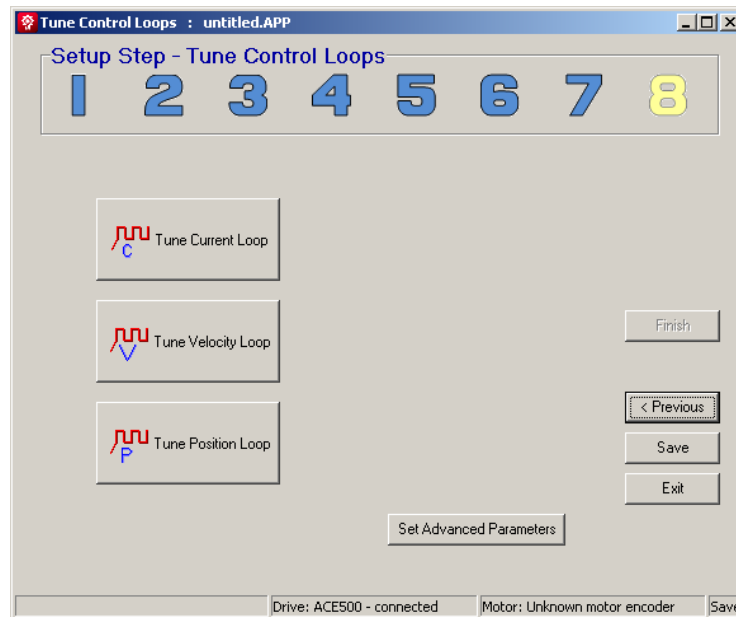 Tune Control Loops : untitled.APP
Setup Step - Tune Control Loops
1 2 3 4 5 6 7 8
C Tune Current Loop
V Tune Velocity Loop
P Tune Position Loop
Finish
< Previous
Save
Exit
Set Advanced Parameters
Drive: ACE500 - connected Motor: Unknown motor encoder Save